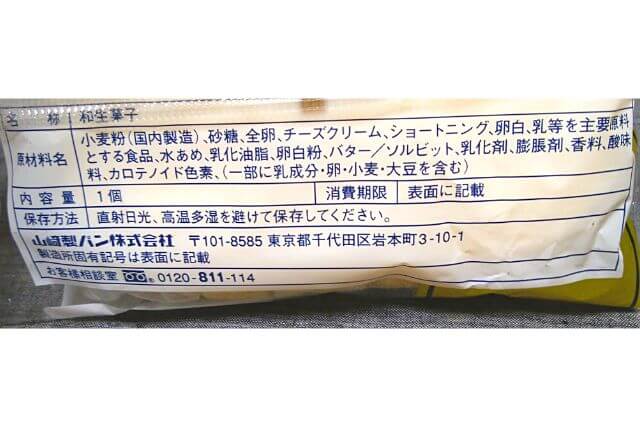 名称 和生菓子
小麦粉(国内製造)、砂糖、全卵、チーズクリーム、ショートニング、卵白、乳等を主要原料
原材料名 とする食品、水あめ、乳化油脂、卵白粉、バター/ソルビット、乳化剤、膨脹剤、香料、酸味
料、カロテノイド色素、(一部に乳成分・卵・小麦・大豆を含む)
内容量 1個 消費期限 表面に記載
保存方法 直射日光、高温多湿を避けて保存してください。
山崎製パン株式会社 〒101-8585 東京都千代田区岩本町3-10-1
製造所固有記号は表面に記載
お客様相談室 0120-811-114